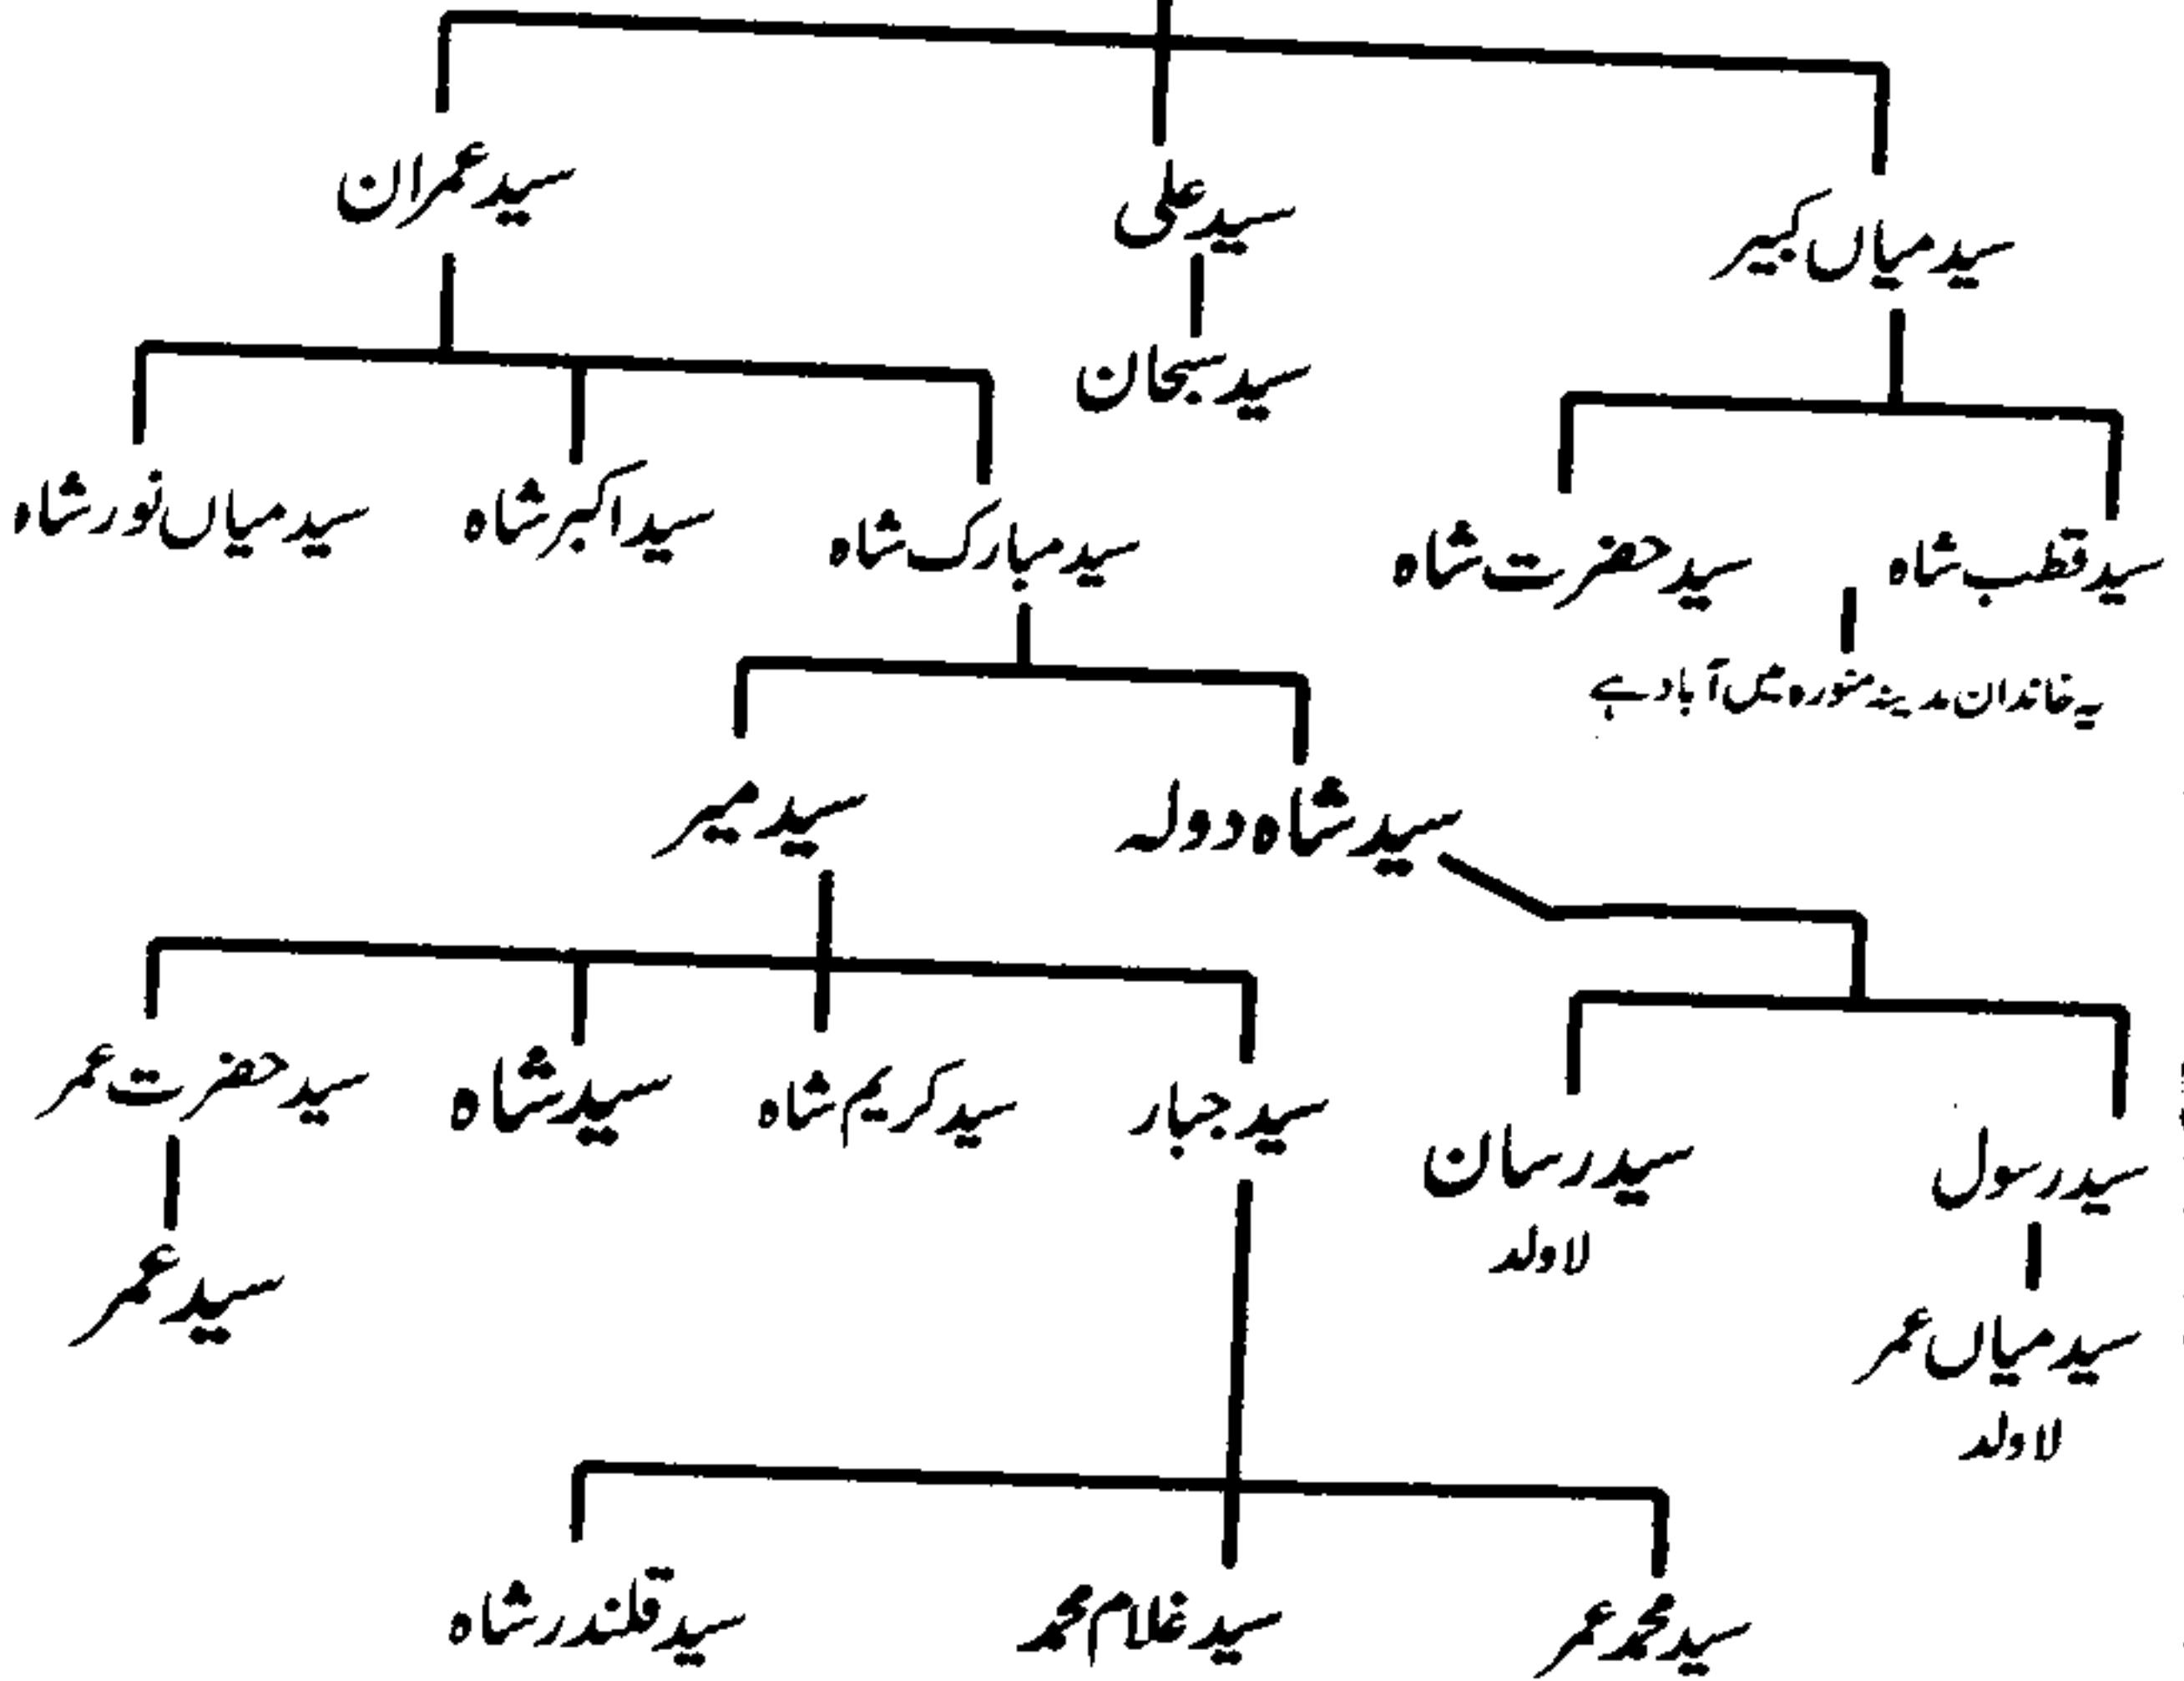 سید میاں کبیر
سید علی
سید عمران
سید سبحان
سید قطب شاہ
سید حضرت شاہ
سید مبارک شاہ
سید اکبر شاہ
سید میاں نور شاہ
یہ خاندان مدینہ منورہ میں آباد ہے
سید شاہ دولہ
سید میر
سید رسول
سید رسان
لاولد
سید جبار
سید کریم شاہ
سید شاہ
سید حضرت عمر
سید میاں عمر
لاولد
سید عمر
سید محمد عمر
سید غلام محمد
سید قلندر شاہ